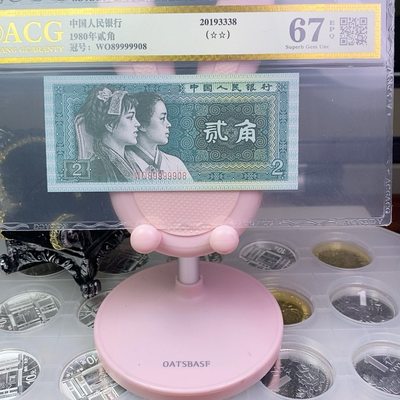 ACG
中国人民银行
1980年贰角
冠号：WO89999908
20193338
(☆☆)
67 EPQ
Superb Gem Unc
中国人民银行
贰角
2
2
WO89999908
OATSBASF